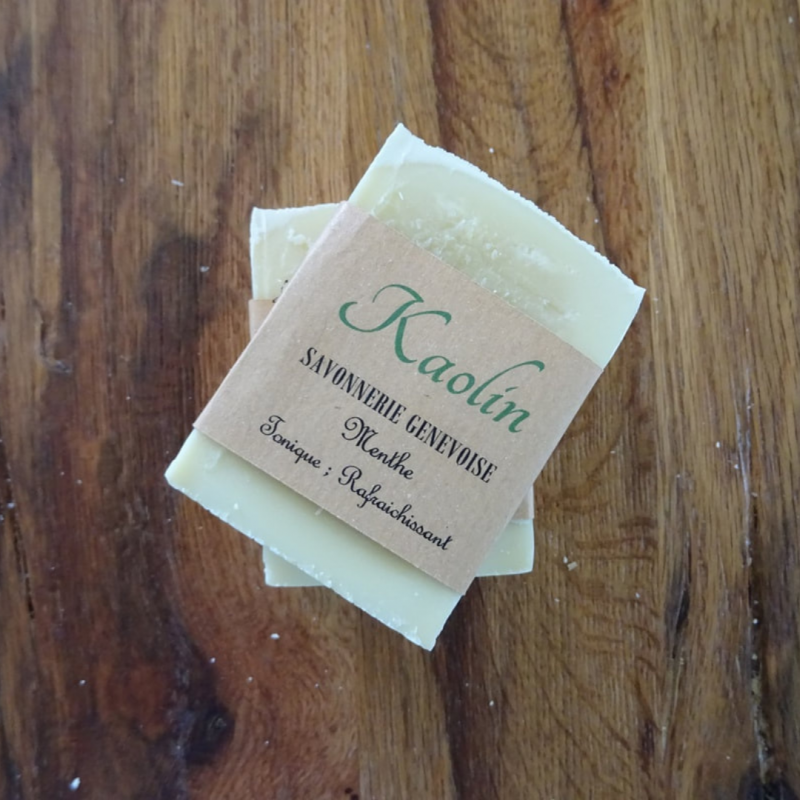 Kaolin
SAVONNERIE GENEVOISE
Menthe
Tonique ; Rafraichissant